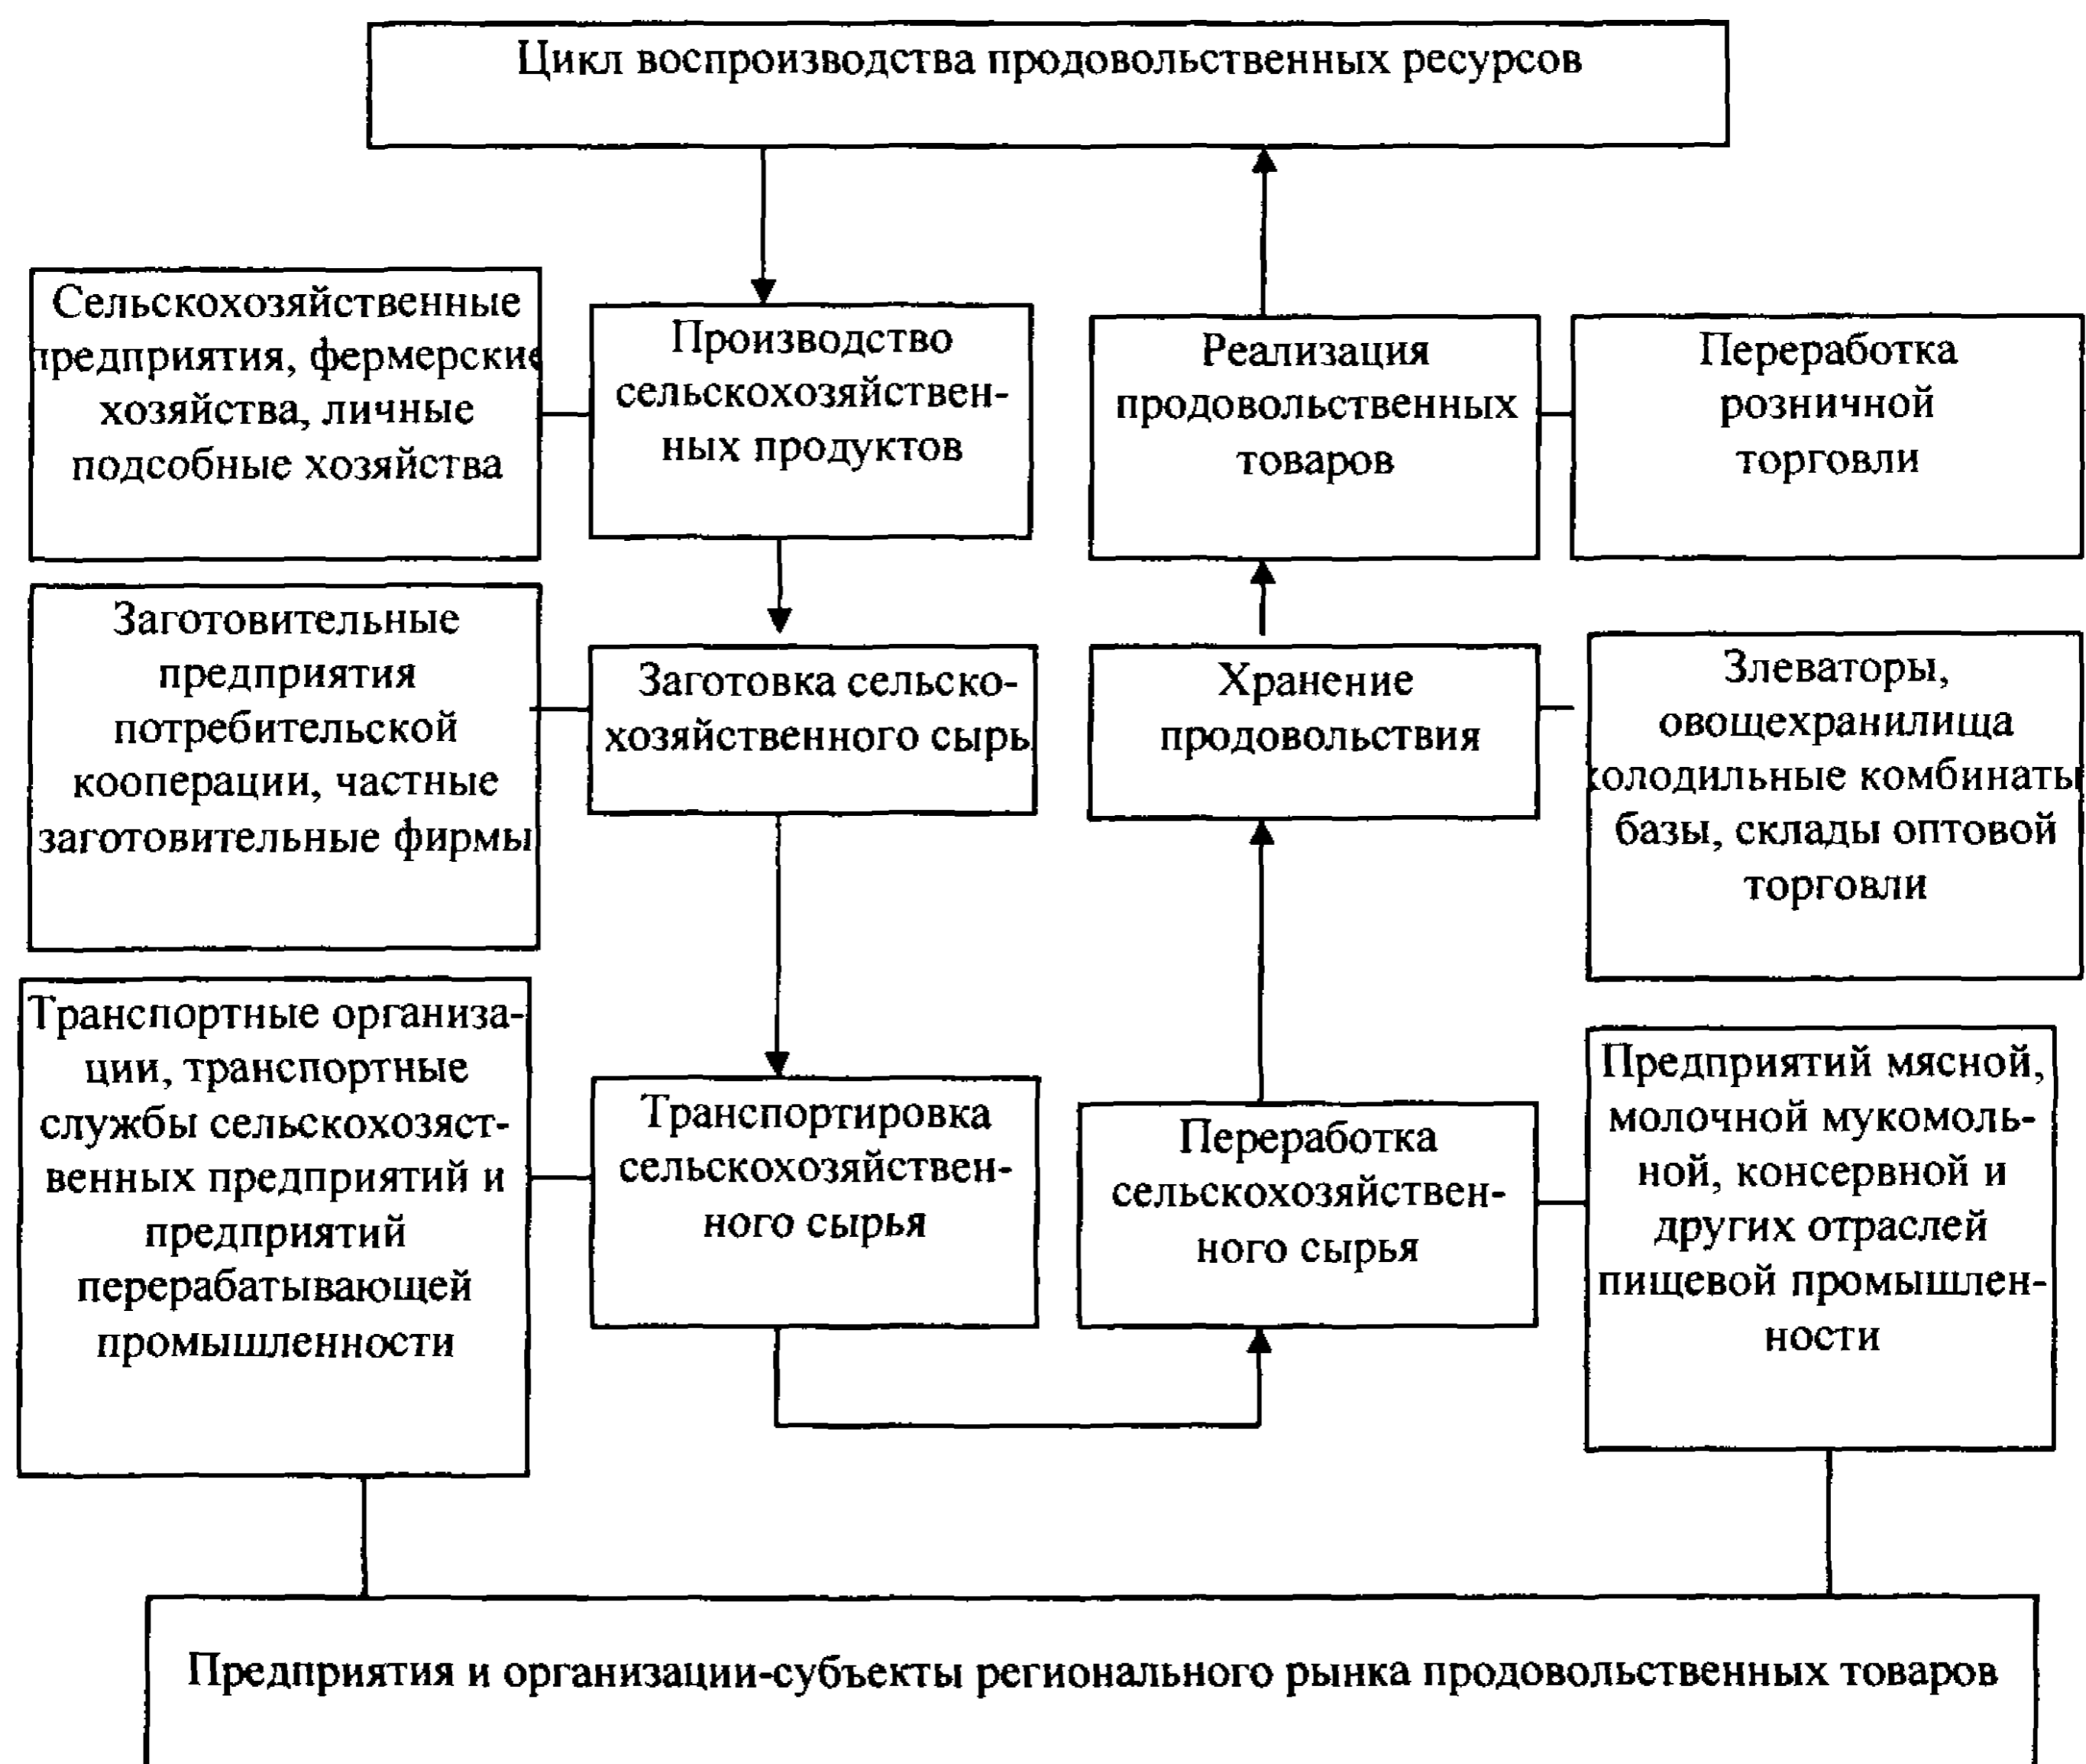 Цикл воспроизводства продовольственных ресурсов
Сельскохозяйственные
предприятия, фермерские
хозяйства, личные
подсобные хозяйства
Производство
сельскохозяйствен-
ных продуктов
Реализация
продовольственных
товаров
Переработка
розничной
торговли
Заготовительные
предприятия
потребительской
кооперации, частные
заготовительные фирмы
Заготовка сельско-
хозяйственного сырь
Хранение
продовольствия
Злеваторы,
овощехранилища
холодильные комбинаты
базы, склады оптовой
торговли
Транспортные организа-
ции, транспортные
службы сельскохозяст-
венных предприятий и
предприятий
перерабатывающей
промышленности
Транспортировка
сельскохозяйствен-
ного сырья
Переработка
сельскохозяйствен-
ного сырья
Предприятий мясной,
молочной мукомоль-
ной, консервной и
других отраслей
пищевой промышлен-
ности
Предприятия и организации-субъекты регионального рынка продовольственных товаров